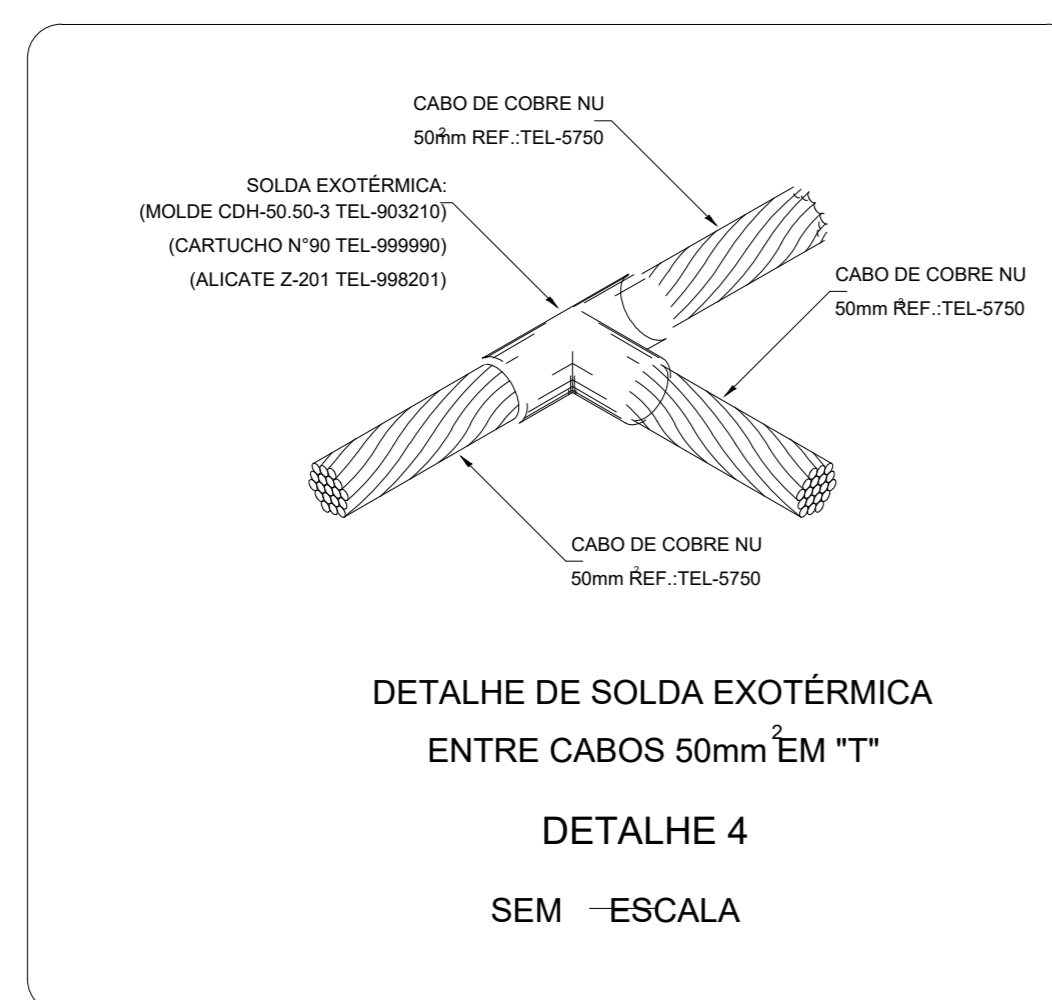 CABO DE COBRE NU
50mm² REF.:TEL-5750
SOLDA EXOTÉRMICA:
(MOLDE CDH-50.50-3 TEL-903210)
(CARTUCHO N°90 TEL-999990)
(ALICATE Z-201 TEL-998201)
CABO DE COBRE NU
50mm² REF.:TEL-5750
CABO DE COBRE NU
50mm² REF.:TEL-5750
DETALHE DE SOLDA EXOTÉRMICA
ENTRE CABOS 50mm² EM "T"
DETALHE 4
SEM ESCALA